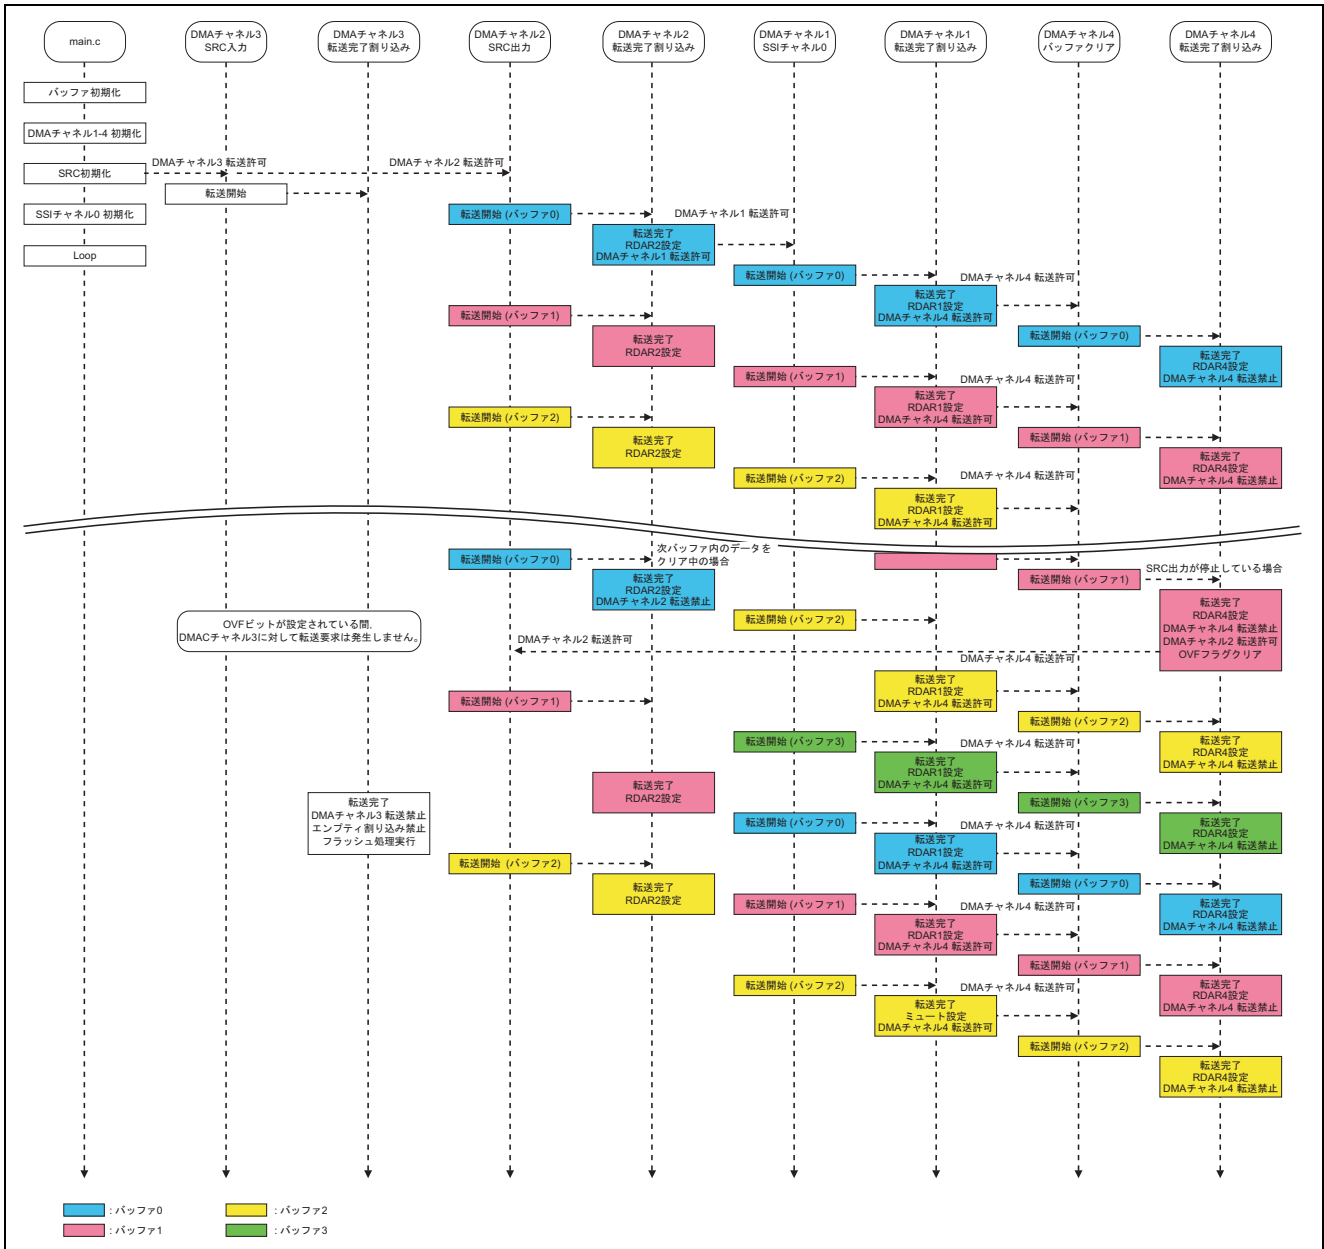 main.c
DMAチャネル3
SRC入力
DMAチャネル3
転送完了割り込み
DMAチャネル2
SRC出力
DMAチャネル2
転送完了割り込み
DMAチャネル1
SSIチャネル0
DMAチャネル1
転送完了割り込み
DMAチャネル4
バッファクリア
DMAチャネル4
転送完了割り込み
バッファ初期化
DMAチャネル1-4 初期化
SRC初期化
DMAチャネル3 転送許可
DMAチャネル2 転送許可
転送開始
SSIチャネル0 初期化
転送開始 (バッファ0)
DMAチャネル1 転送許可
転送完了
RDAR2設定
DMAチャネル1 転送許可
Loop
転送開始 (バッファ0)
DMAチャネル4 転送許可
転送完了
RDAR1設定
DMAチャネル4 転送許可
転送開始 (バッファ1)
転送開始 (バッファ0)
転送完了
RDAR2設定
転送完了
RDAR4設定
DMAチャネル4 転送禁止
転送開始 (バッファ1)
DMAチャネル4 転送許可
転送完了
RDAR1設定
DMAチャネル4 転送許可
転送開始 (バッファ2)
転送開始 (バッファ1)
転送完了
RDAR2設定
転送完了
RDAR4設定
DMAチャネル4 転送禁止
転送開始 (バッファ2)
DMAチャネル4 転送許可
転送完了
RDAR1設定
DMAチャネル4 転送許可
転送開始 (バッファ0)
次バッファ内のデータを
クリア中の場合
転送完了
RDAR2設定
DMAチャネル2 転送禁止
転送開始 (バッファ1)
SRC出力が停止している場合
転送完了
RDAR4設定
DMAチャネル4 転送禁止
DMAチャネル2 転送許可
OVFフラグクリア
OVFビットが設定されている間,
DMACチャネル3に対して転送要求は発生しません。
転送開始 (バッファ2)
DMAチャネル2 転送許可
DMAチャネル4 転送許可
転送完了
RDAR1設定
DMAチャネル4 転送許可
転送開始 (バッファ1)
転送開始 (バッファ2)
転送完了
RDAR4設定
DMAチャネル4 転送禁止
転送開始 (バッファ3)
DMAチャネル4 転送許可
転送完了
RDAR1設定
DMAチャネル4 転送許可
転送完了
RDAR2設定
転送完了
DMAチャネル3 転送禁止
エンプティ割り込み禁止
フラッシュ処理実行
転送開始 (バッファ3)
転送完了
RDAR4設定
DMAチャネル4 転送禁止
転送開始 (バッファ0)
DMAチャネル4 転送許可
転送完了
RDAR1設定
DMAチャネル4 転送許可
転送開始 (バッファ2)
転送完了
RDAR2設定
転送開始 (バッファ0)
転送完了
RDAR4設定
DMAチャネル4 転送禁止
転送開始 (バッファ1)
DMAチャネル4 転送許可
転送完了
RDAR1設定
DMAチャネル4 転送許可
転送開始 (バッファ1)
転送完了
RDAR4設定
DMAチャネル4 転送禁止
転送開始 (バッファ2)
DMAチャネル4 転送許可
転送完了
ミュート設定
DMAチャネル4 転送許可
転送開始 (バッファ2)
転送完了
RDAR4設定
DMAチャネル4 転送禁止
: バッファ0
: バッファ2
: バッファ1
: バッファ3